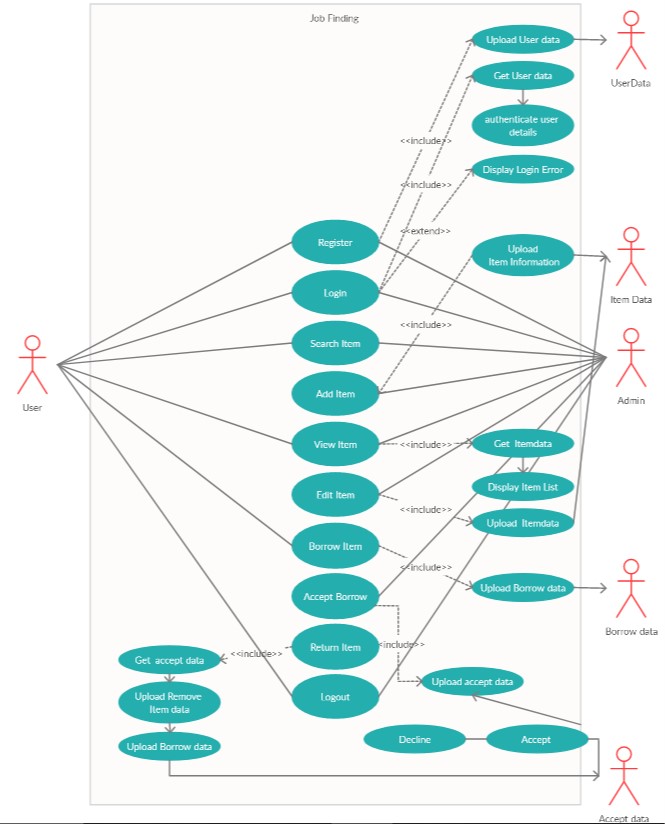 Job Finding
Upload User data
UserData
Get User data
authenticate user
details
<<include>>
Display Login Error
<<include>>
<<extend>>
Register
Upload
Item Information
Item Data
Login
<<include>>
Search Item
User
Add Item
Admin
View Item
<<include>>
Get Itemdata
Display Item List
Edit Item
<<include>>
Upload Itemdata
Borrow Item
<<include>>
Upload Borrow data
Accept Borrow
Borrow data
Return Item
<<include>>
<include>>
Get accept data
Upload accept data
Upload Remove
Item data
Logout
Upload Borrow data
Decline
Accept
Accept data